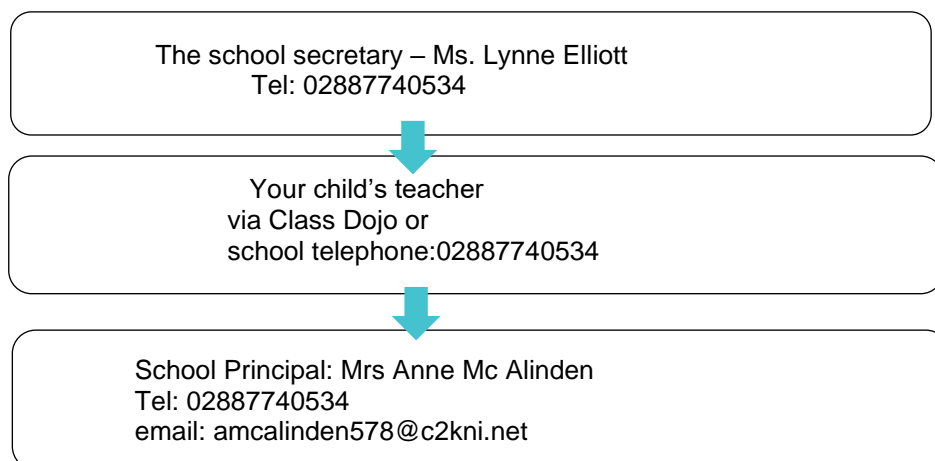 The school secretary – Ms. Lynne Elliott
Tel: 02887740534
Your child’s teacher
via Class Dojo or
school telephone:02887740534
School Principal: Mrs Anne Mc Alinden
Tel: 02887740534
email: amcalinden578@c2kni.net